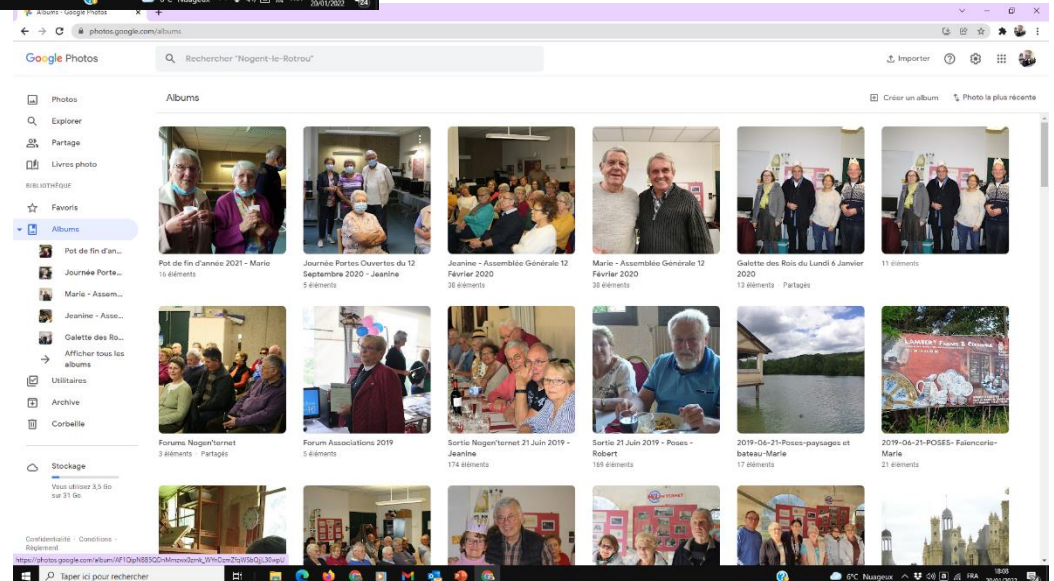 6°C Nuageux
20/01/2022
24
Albums - Google Photos
photos.google.com/albums
Google Photos
Rechercher "Nogent-le-Rotrou"
Importer
Photos
Explorer
Partage
Livres photo
BIBLIOTHÈQUE
Favoris
Albums
Pot de fin d'an...
Journée Porte...
Marie - Assem...
Jeanine - Asse...
Galette des Ro...
Afficher tous les
albums
Utilitaires
Archive
Corbeille
Stockage
Vous utilisez 3,5 Go
sur 31 Go
Confidentialité · Conditions ·
Règlement
Albums
Créer un album
Photo la plus récente
Pot de fin d'année 2021 - Marie
16 éléments
Journée Portes Ouvertes du 12
Septembre 2020 - Jeanine
5 éléments
Jeanine - Assemblée Générale 12
Février 2020
38 éléments
Marie - Assemblée Générale 12
Février 2020
38 éléments
Galette des Rois du Lundi 6 Janvier
2020
13 éléments · Partagés
11 éléments
Forums Nogen'ternet
3 éléments · Partagés
Forum Associations 2019
5 éléments
Sortie Nogen'ternet 21 Juin 2019 -
Jeanine
174 éléments
Sortie 21 Juin 2019 - Poses -
Robert
169 éléments
2019-06-21-Poses-paysages et
bateau-Marie
17 éléments
2019-06-21-POSES- Faiencerie-
Marie
21 éléments
Taper ici pour rechercher
6°C Nuageux
FRA
18:08
20/01/2022